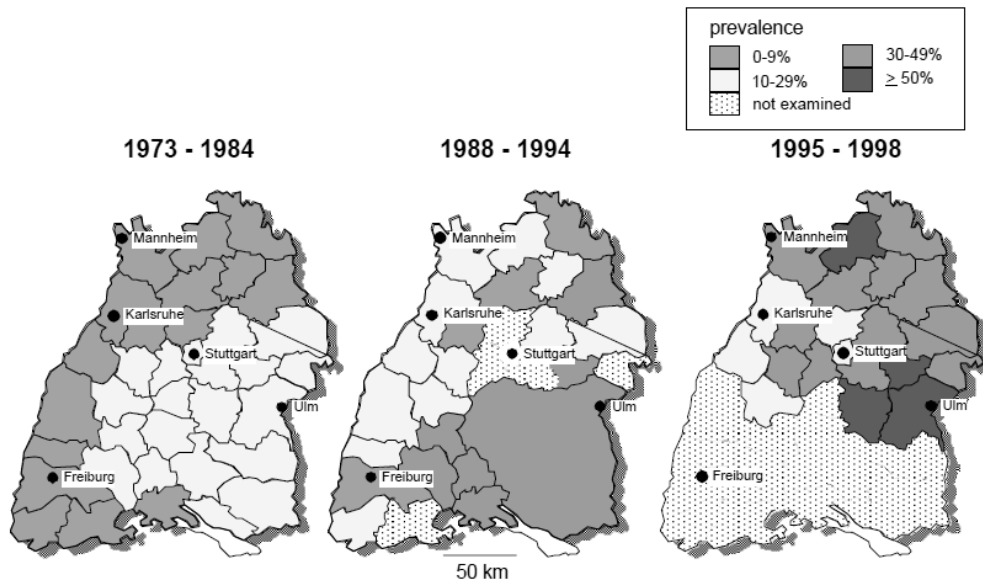 prevalence
0-9%
30-49%
10-29%
≥ 50%
not examined
1973 - 1984
1988 - 1994
1995 - 1998
Mannheim
Mannheim
Mannheim
Karlsruhe
Karlsruhe
Karlsruhe
Stuttgart
Stuttgart
Stuttgart
Ulm
Ulm
Ulm
Freiburg
Freiburg
Freiburg
50 km